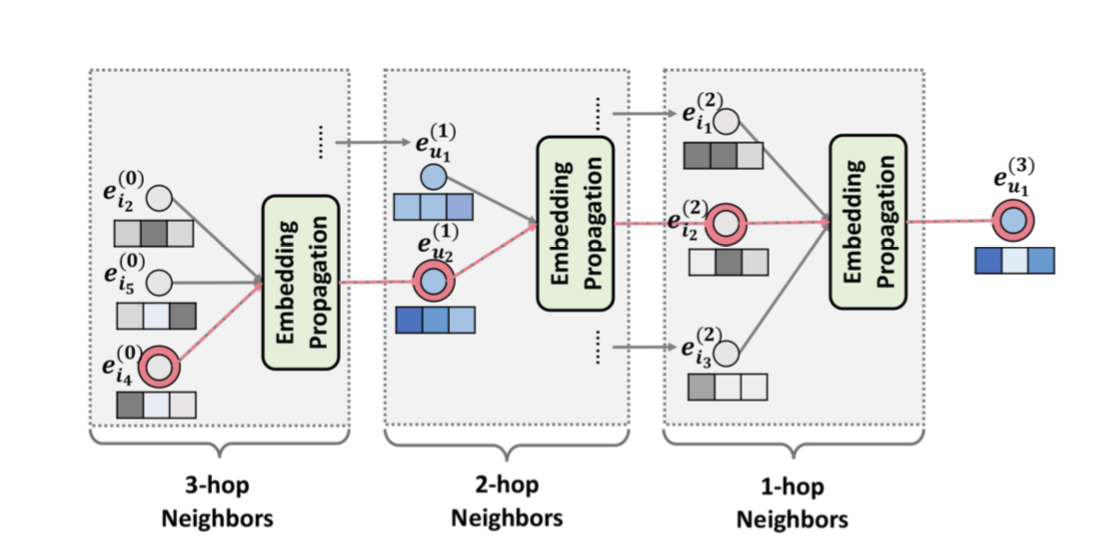 e_{i_2}^{(0)}
e_{i_5}^{(0)}
e_{i_4}^{(0)}
Embedding
Propagation
3-hop
Neighbors
e_{u_1}^{(1)}
e_{u_2}^{(1)}
Embedding
Propagation
2-hop
Neighbors
e_{i_1}^{(2)}
e_{i_2}^{(2)}
e_{i_3}^{(2)}
Embedding
Propagation
1-hop
Neighbors
e_{u_1}^{(3)}